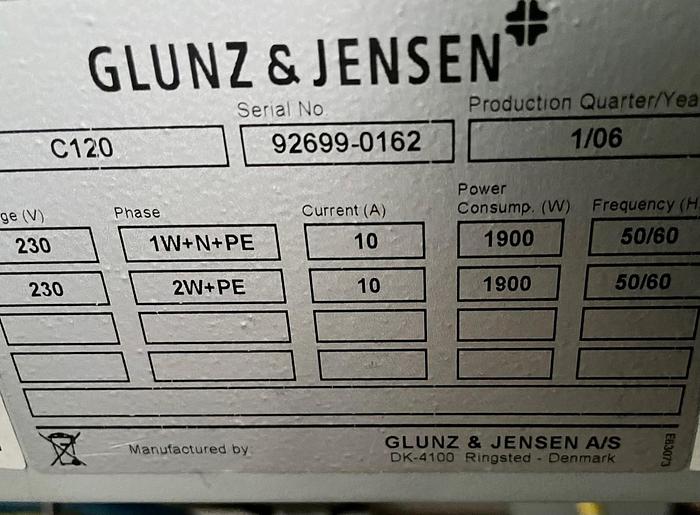 GLUNZ & JENSEN
Serial No Production Quarter/Yea
C120 92699-0162 1/06
ge (V) Phase Current (A) Power Consump. (W) Frequency (H
230 1W+N+PE 10 1900 50/60
230 2W+PE 10 1900 50/60
Manufactured by: GLUNZ & JENSEN A/S
DK-4100 Ringsted - Denmark
E83073